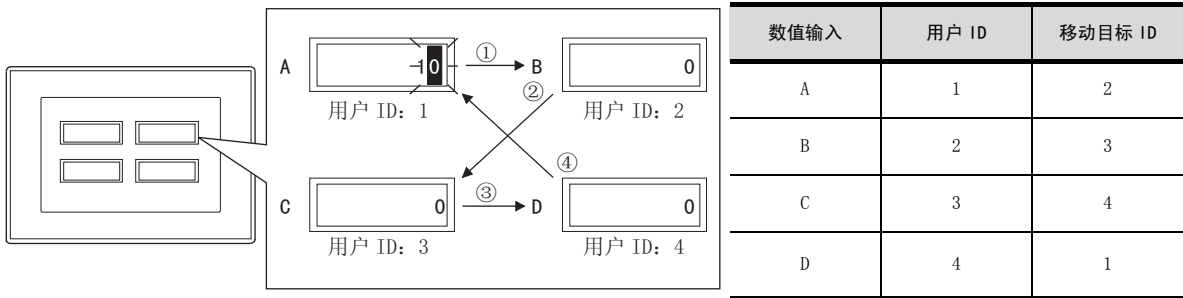 A 10 ① B 0
用户 ID: 1 ② 用户 ID: 2
④
C 0 ③ D 0
用户 ID: 3 用户 ID: 4
数值输入 用户 ID 移动目标 ID
A 1 2
B 2 3
C 3 4
D 4 1